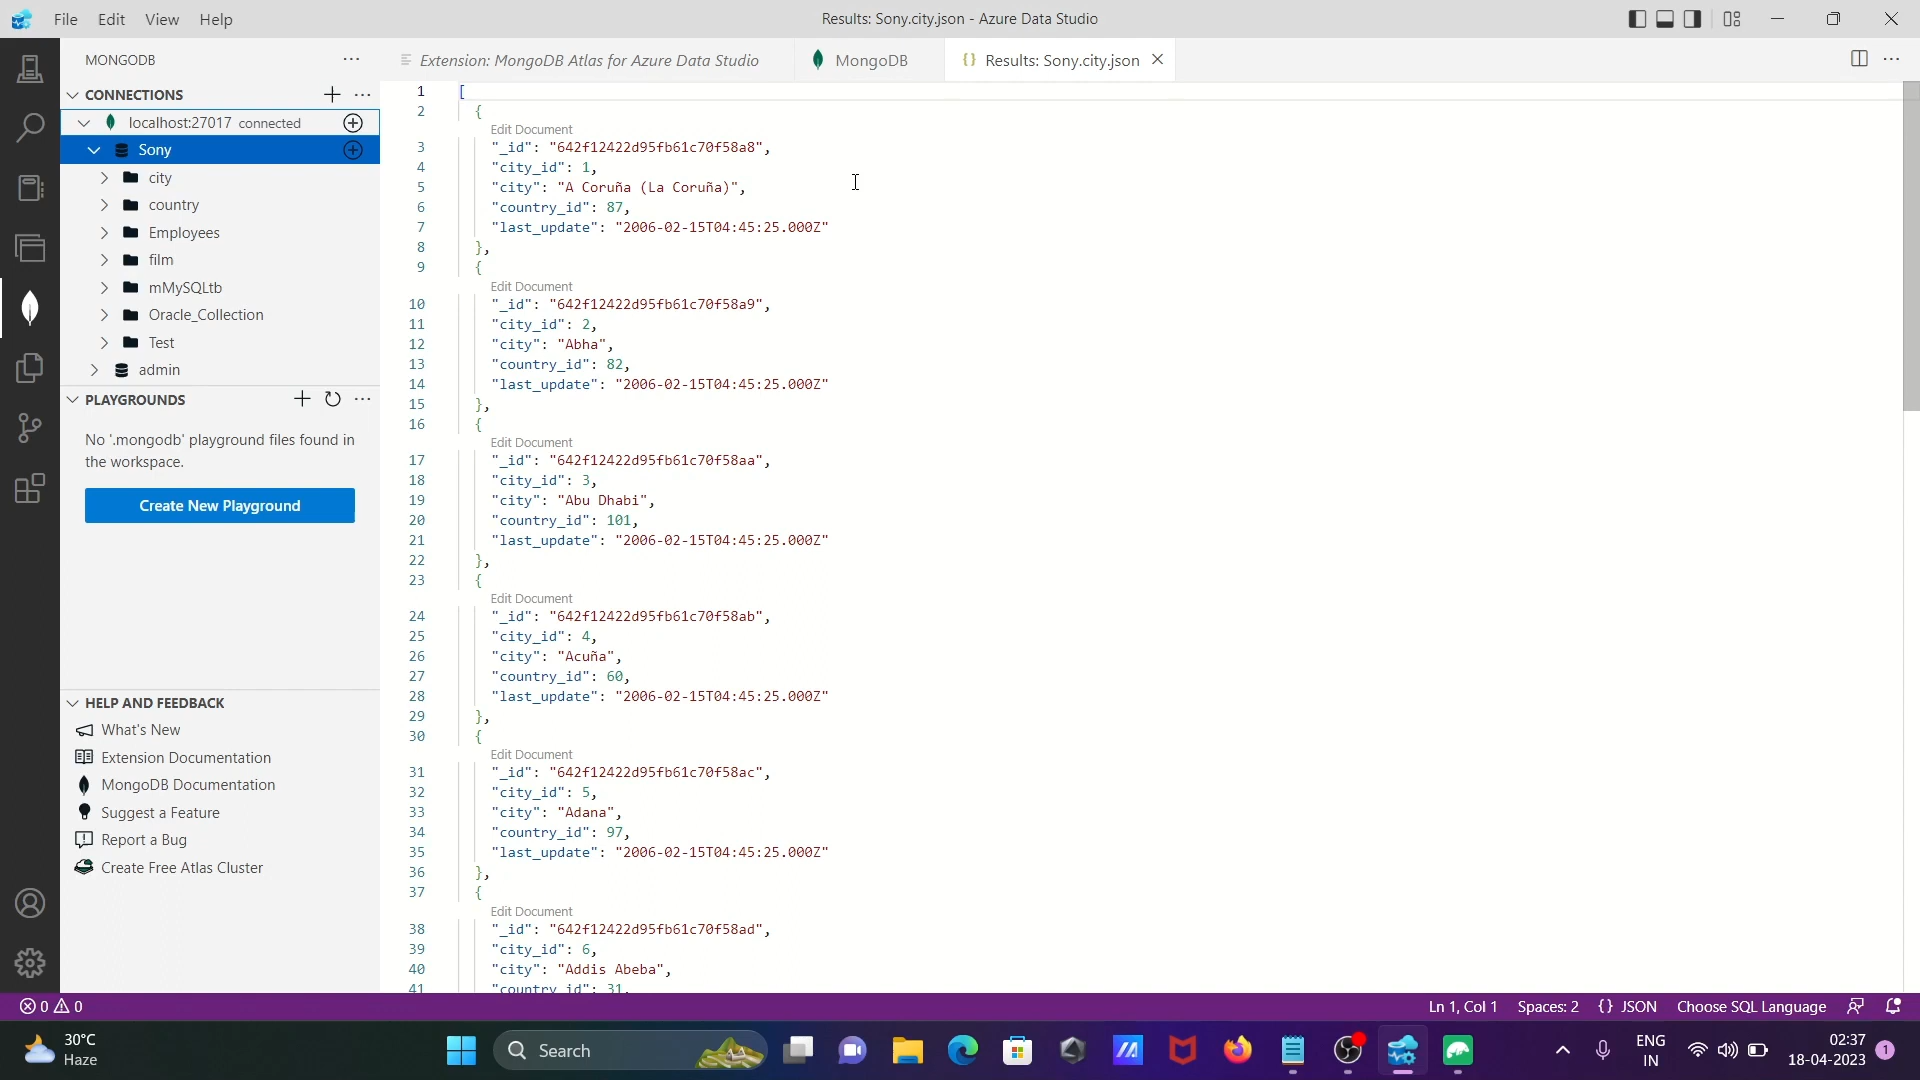 File Edit View Help
Results: Sony.city.json - Azure Data Studio
MONGODB
Extension: MongoDB Atlas for Azure Data Studio
MongoDB
{} Results: Sony.city.json
CONNECTIONS
localhost:27017 connected
Sony
city
country
Employees
film
mMySQLtb
Oracle_Collection
Test
admin
PLAYGROUNDS
No '.mongodb' playground files found in
the workspace.
Create New Playground
HELP AND FEEDBACK
What's New
Extension Documentation
MongoDB Documentation
Suggest a Feature
Report a Bug
Create Free Atlas Cluster
1 [
2 {
Edit Document
3 "_id": "642f12422d95fb61c70f58a8",
4 "city_id": 1,
5 "city": "A Coruña (La Coruña)",
6 "country_id": 87,
7 "last_update": "2006-02-15T04:45:25.000Z"
8 },
9 {
Edit Document
10 "_id": "642f12422d95fb61c70f58a9",
11 "city_id": 2,
12 "city": "Abha",
13 "country_id": 82,
14 "last_update": "2006-02-15T04:45:25.000Z"
15 },
16 {
Edit Document
17 "_id": "642f12422d95fb61c70f58aa",
18 "city_id": 3,
19 "city": "Abu Dhabi",
20 "country_id": 101,
21 "last_update": "2006-02-15T04:45:25.000Z"
22 },
23 {
Edit Document
24 "_id": "642f12422d95fb61c70f58ab",
25 "city_id": 4,
26 "city": "Acuña",
27 "country_id": 60,
28 "last_update": "2006-02-15T04:45:25.000Z"
29 },
30 {
Edit Document
31 "_id": "642f12422d95fb61c70f58ac",
32 "city_id": 5,
33 "city": "Adana",
34 "country_id": 97,
35 "last_update": "2006-02-15T04:45:25.000Z"
36 },
37 {
Edit Document
38 "_id": "642f12422d95fb61c70f58ad",
39 "city_id": 6,
40 "city": "Addis Abeba",
41 "country_id": 31,
0 0
Ln 1, Col 1 Spaces: 2 {} JSON Choose SQL Language
30°C
Haze
Search
ENG
IN
02:37
18-04-2023
1